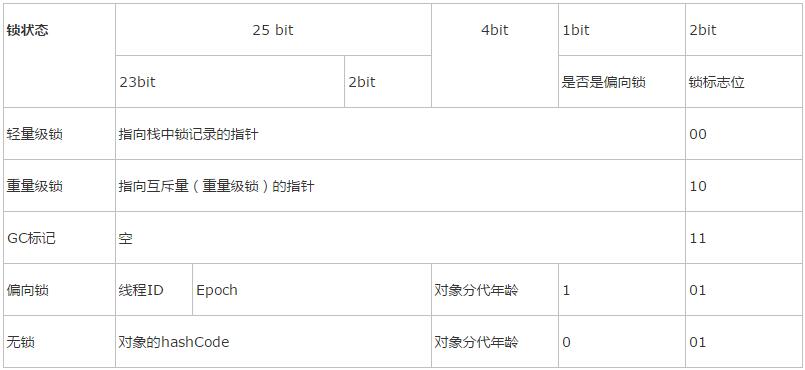 锁状态 25 bit 4bit 1bit 2bit
23bit 2bit 是否是偏向锁 锁标志位
轻量级锁 指向栈中锁记录的指针 00
重量级锁 指向互斥量（重量级锁）的指针 10
GC标记 空 11
偏向锁 线程ID Epoch 对象分代年龄 1 01
无锁 对象的hashCode 对象分代年龄 0 01